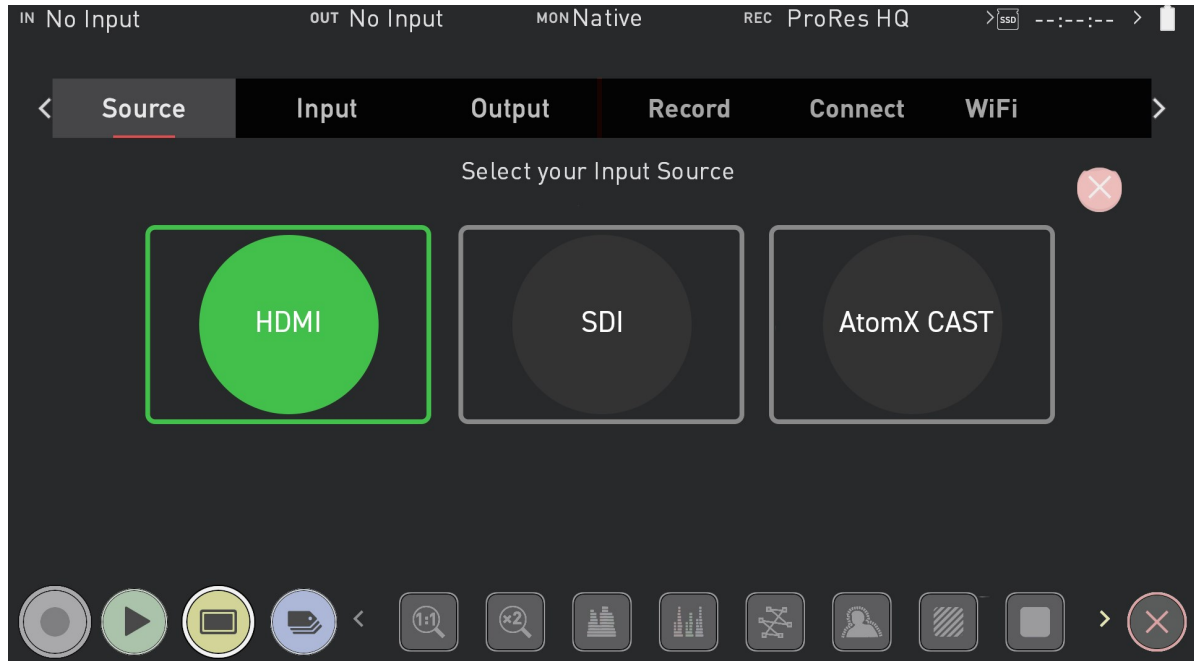 IN No Input OUT No Input MON Native REC ProRes HQ SSD --:--:--
Source Input Output Record Connect WiFi
Select your Input Source
HDMI SDI AtomX CAST
1:1 ×2